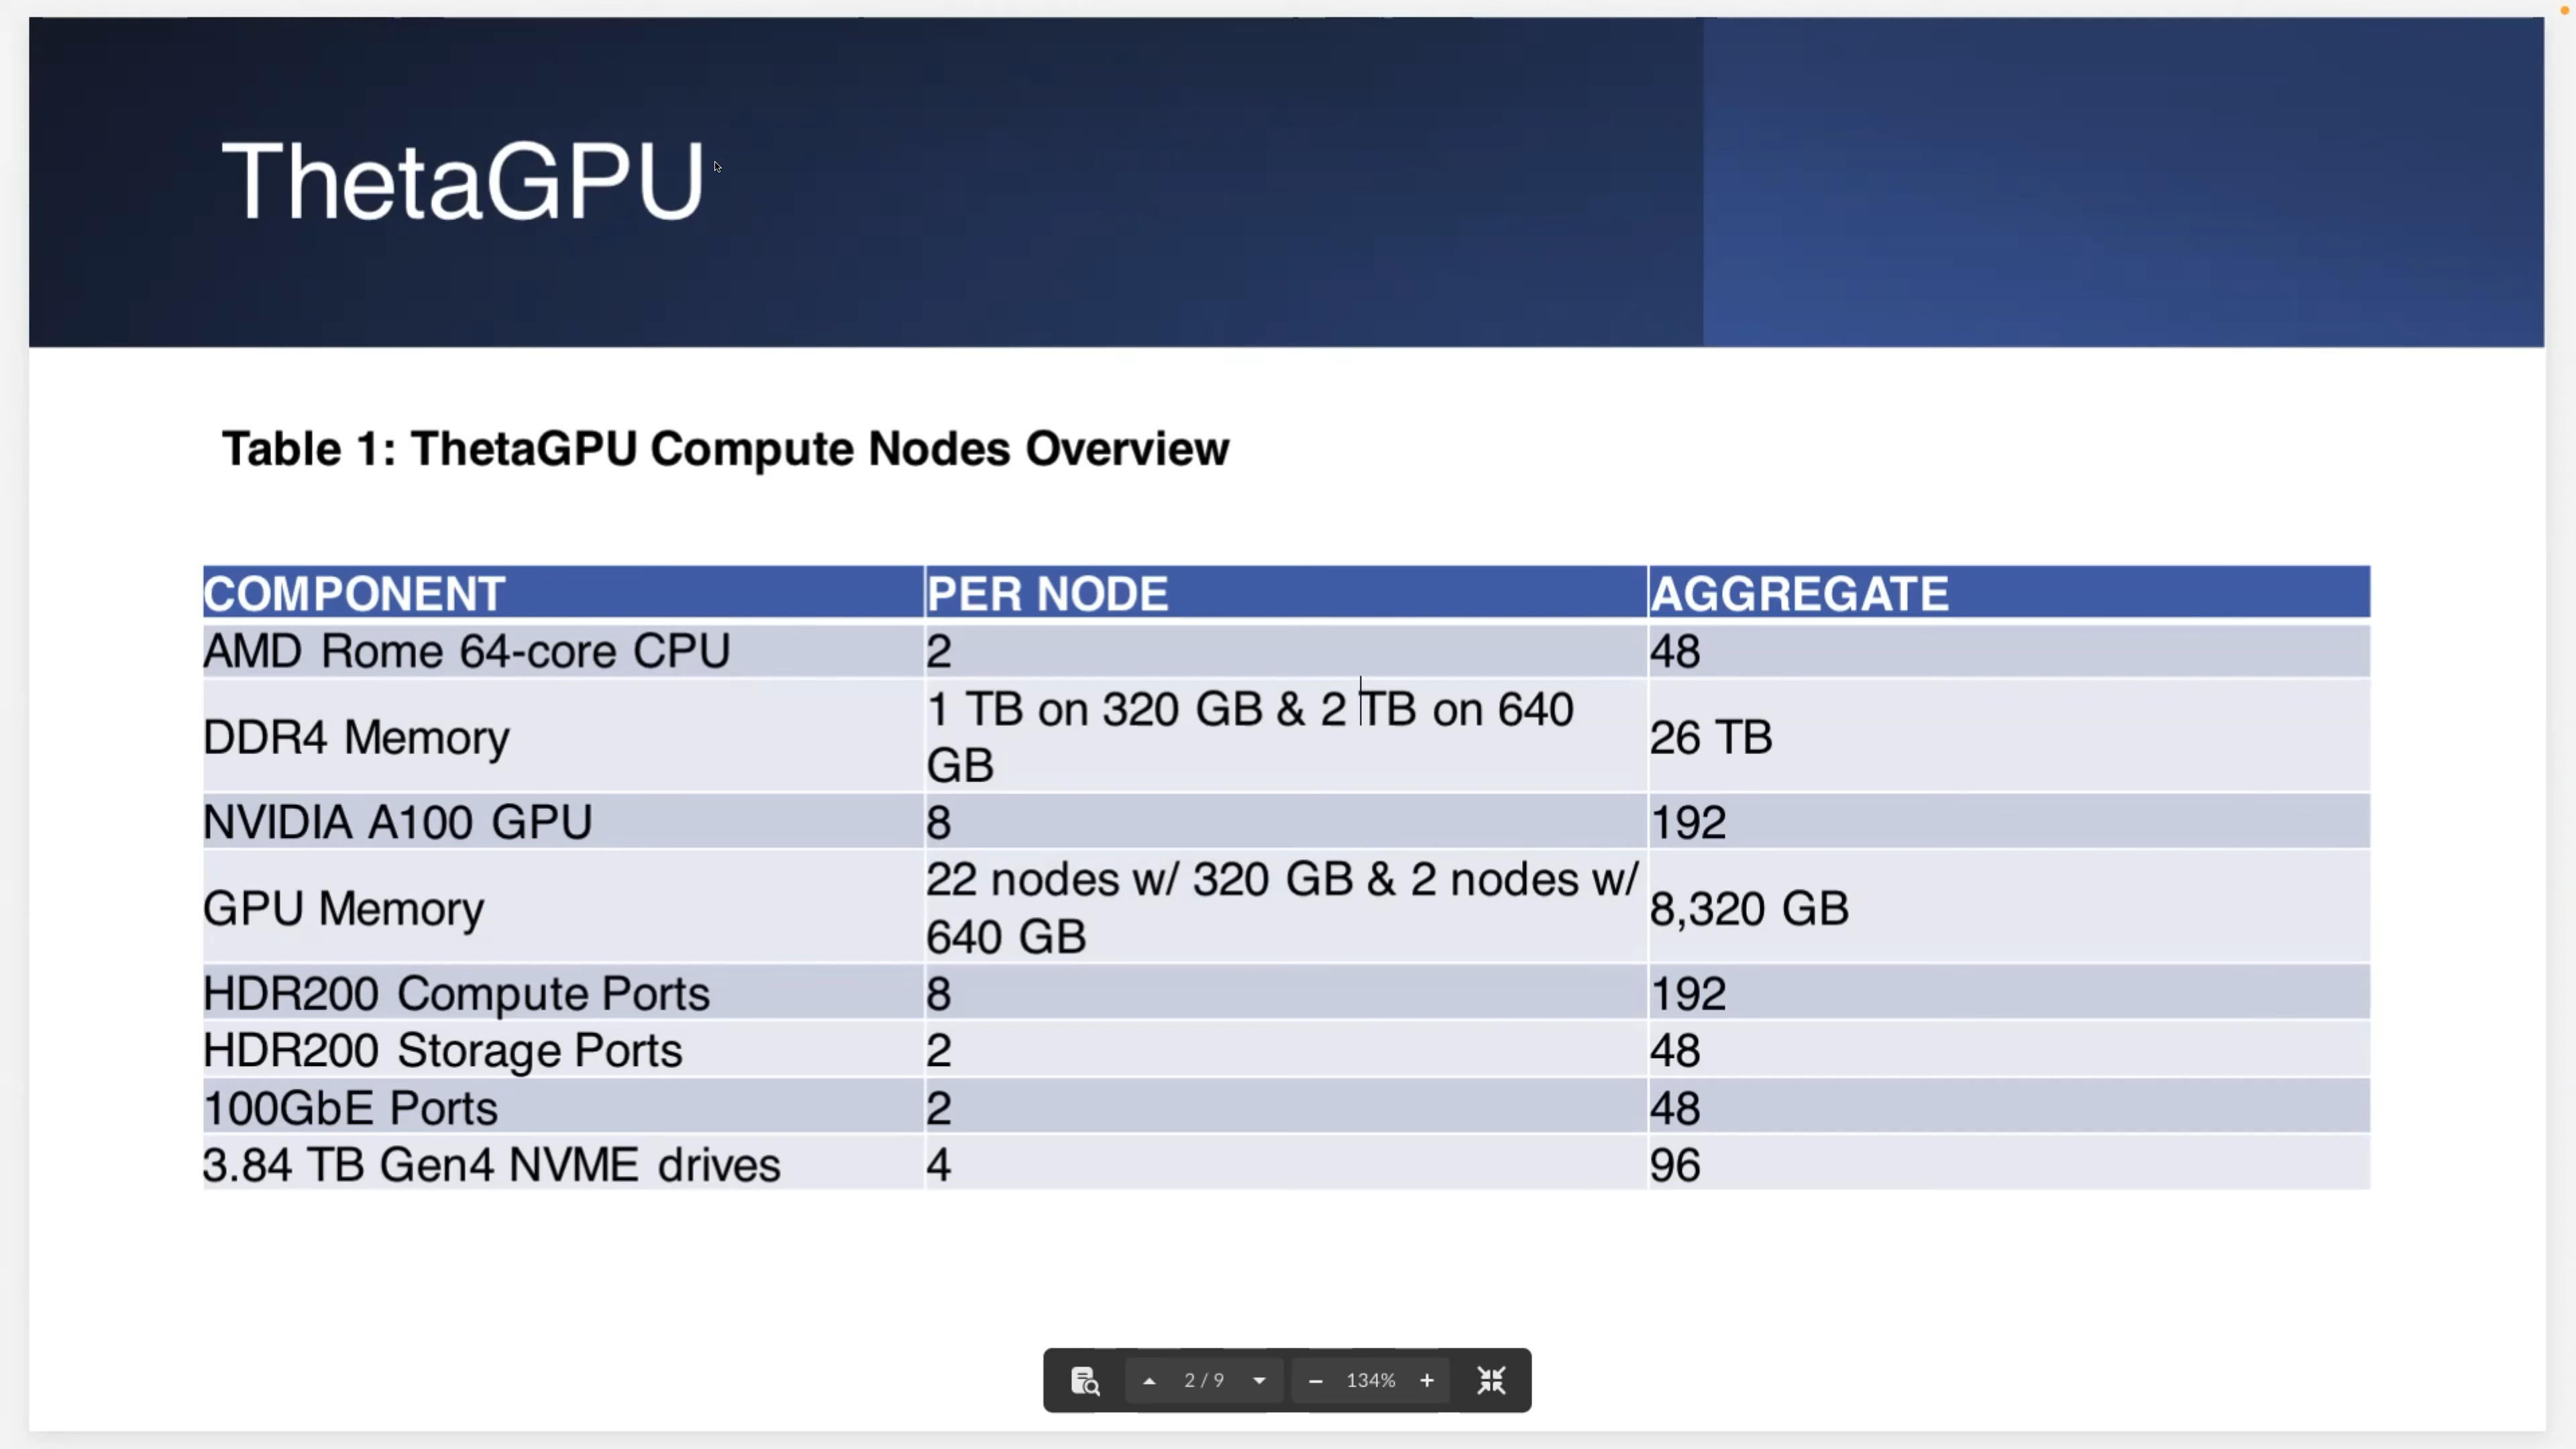 ThetaGPU
Table 1: ThetaGPU Compute Nodes Overview
COMPONENT PER NODE AGGREGATE
AMD Rome 64-core CPU 2 48
DDR4 Memory 1 TB on 320 GB & 2 TB on 640 GB 26 TB
NVIDIA A100 GPU 8 192
GPU Memory 22 nodes w/ 320 GB & 2 nodes w/ 640 GB 8,320 GB
HDR200 Compute Ports 8 192
HDR200 Storage Ports 2 48
100GbE Ports 2 48
3.84 TB Gen4 NVME drives 4 96
2 / 9 134%